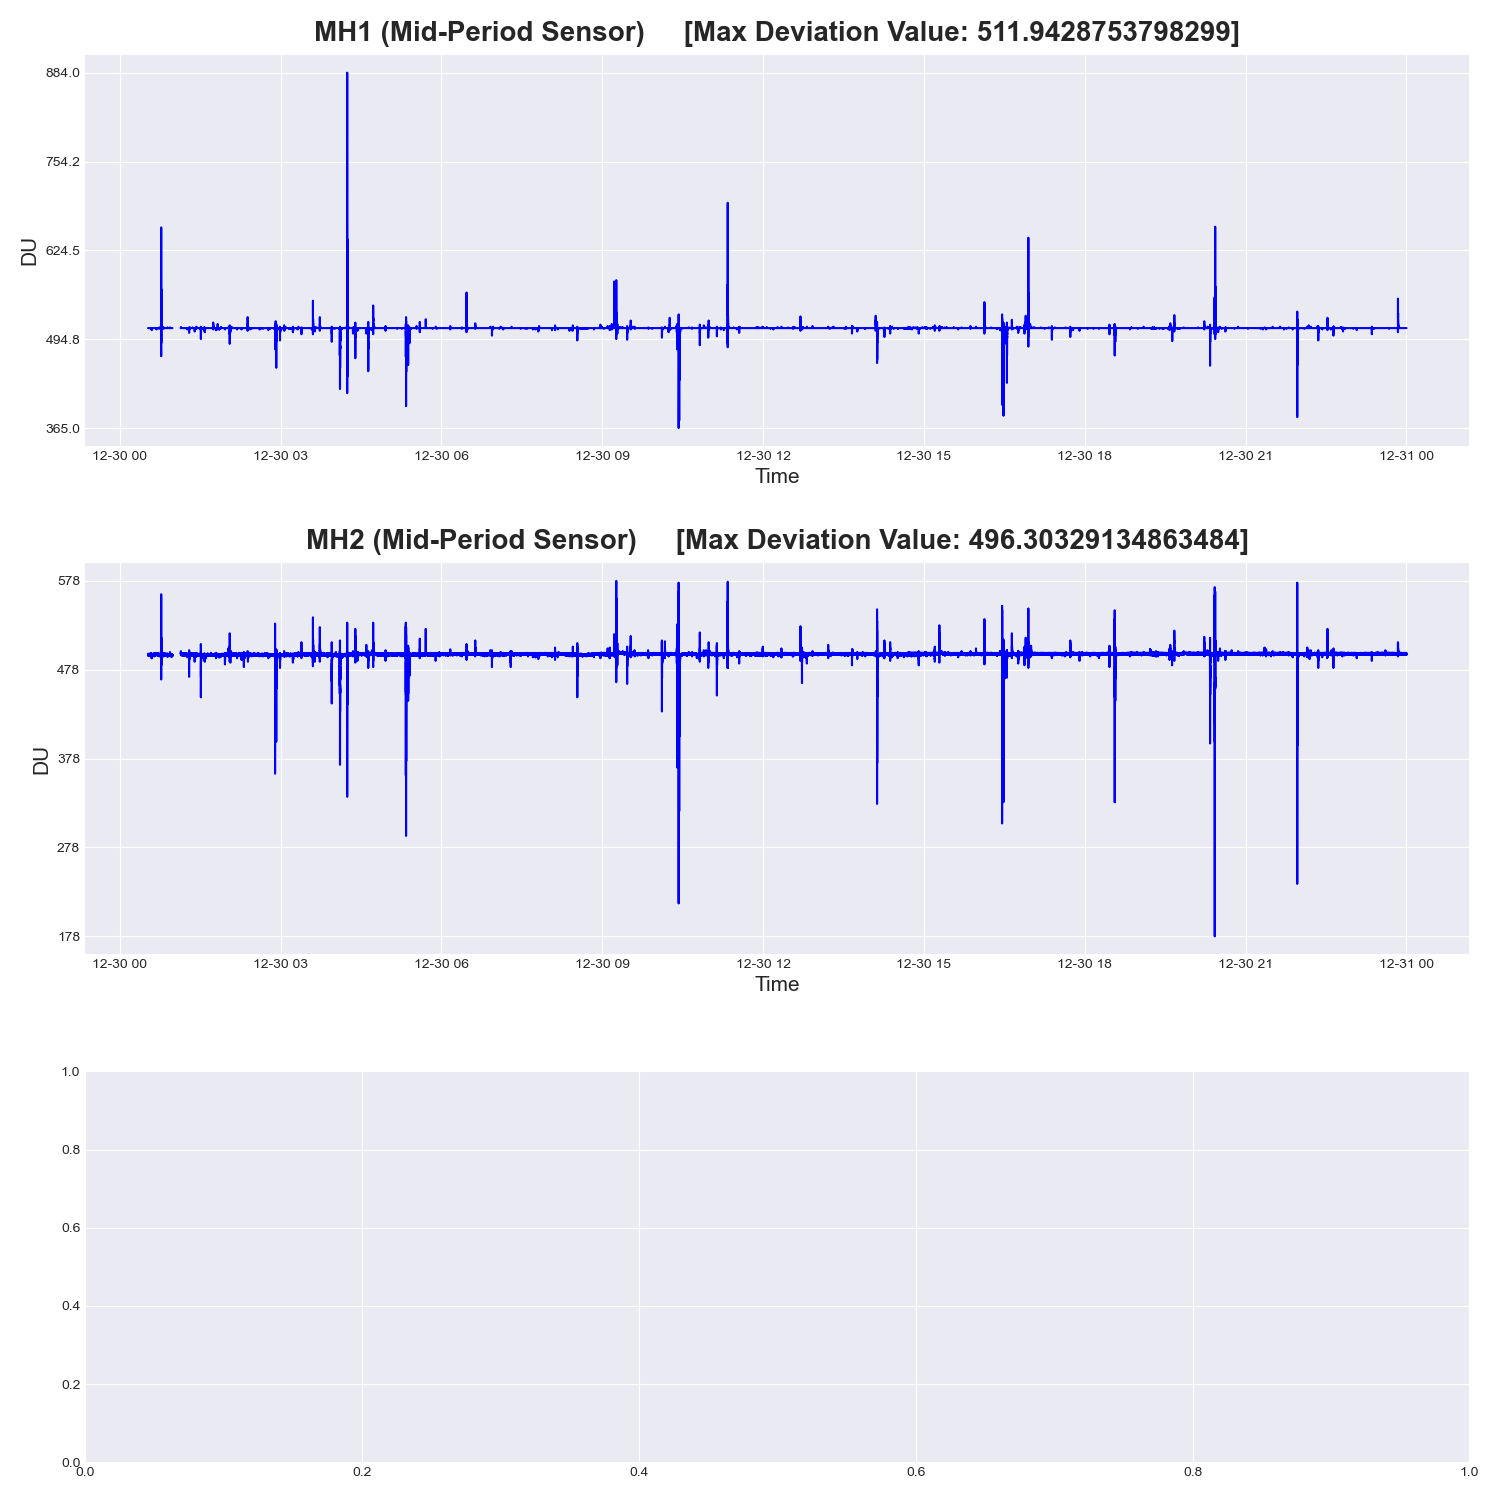 MH1 (Mid-Period Sensor) [Max Deviation Value: 511.9428753798299]
884.0
754.2
624.5
494.8
365.0
DU
12-30 00 12-30 03 12-30 06 12-30 09 12-30 12 12-30 15 12-30 18 12-30 21 12-31 00
Time
MH2 (Mid-Period Sensor) [Max Deviation Value: 496.30329134863484]
578
478
378
278
178
DU
12-30 00 12-30 03 12-30 06 12-30 09 12-30 12 12-30 15 12-30 18 12-30 21 12-31 00
Time
1.0
0.8
0.6
0.4
0.2
0.0
0.0 0.2 0.4 0.6 0.8 1.0